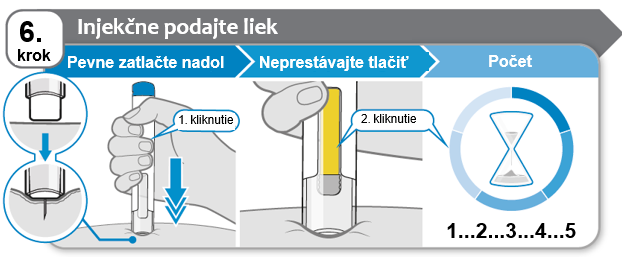 6.
krok
Injekčne podajte liek
Pevne zatlačte nadol
Neprestávajte tlačiť
Počet
1. kliknutie
2. kliknutie
1...2...3...4...5